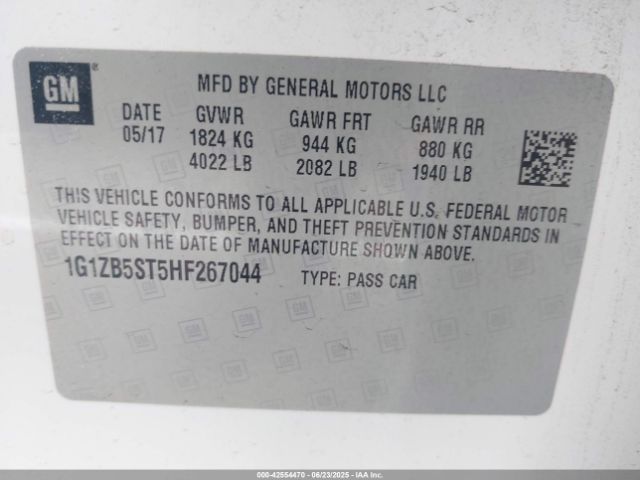 GM
MFD BY GENERAL MOTORS LLC
DATE GVWR GAWR FRT GAWR RR
05/17 1824 KG 944 KG 880 KG
4022 LB 2082 LB 1940 LB
THIS VEHICLE CONFORMS TO ALL APPLICABLE U.S. FEDERAL MOTOR
VEHICLE SAFETY, BUMPER, AND THEFT PREVENTION STANDARDS IN
EFFECT ON THE DATE OF MANUFACTURE SHOWN ABOVE.
1G1ZB5ST5HF267044 TYPE: PASS CAR
000-42554470 - 06/23/2025 - IAA Inc.